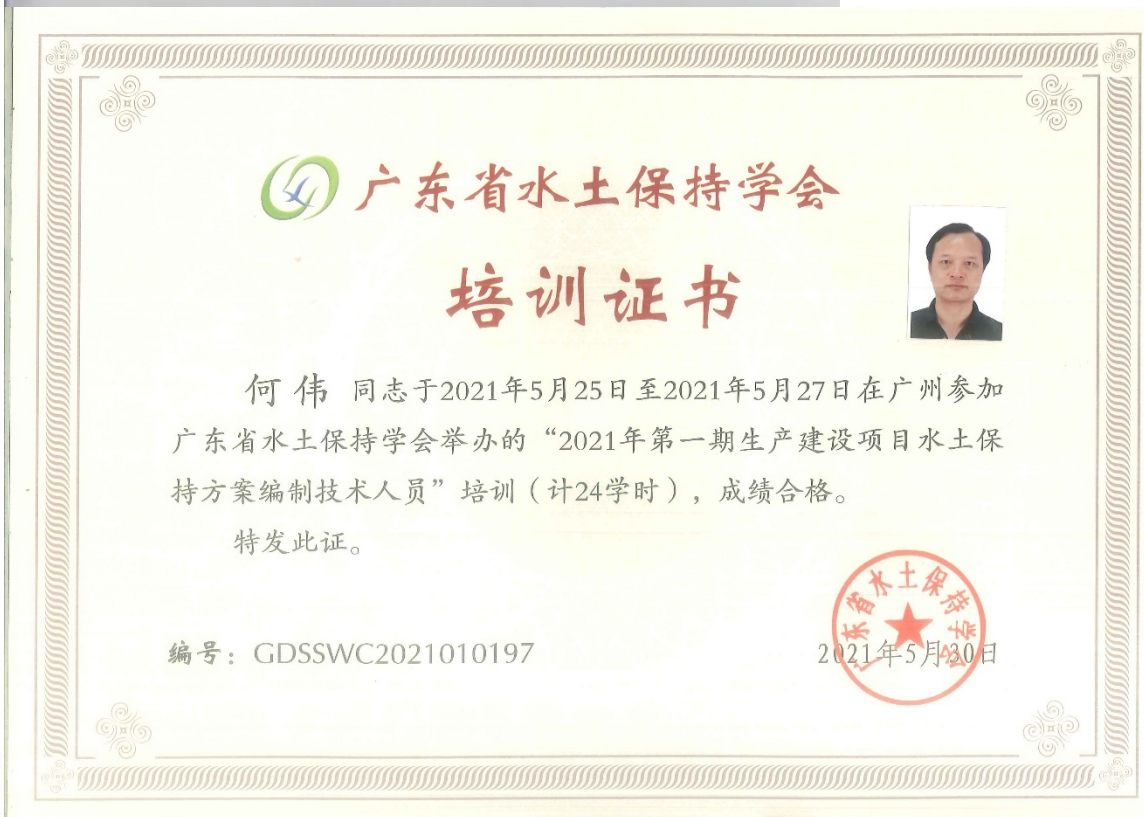 广东省水土保持学会
培训证书
何伟 同志于2021年5月25日至2021年5月27日在广州参加
广东省水土保持学会举办的“2021年第一期生产建设项目水土保
持方案编制技术人员”培训（计24学时），成绩合格。
特发此证。
广东省水土保持学会
编号：GDSSWC2021010197
2021年5月30日